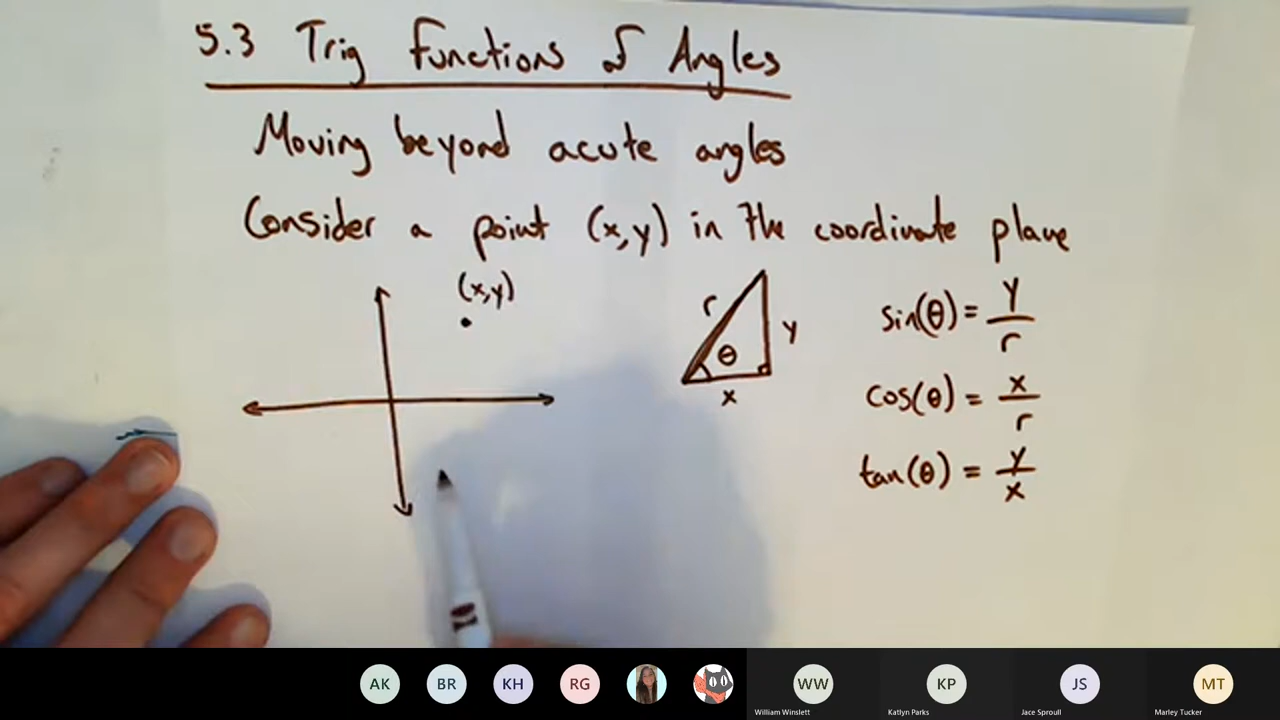 5.3 Trig Functions of Angles
Moving beyond acute angles
Consider a point (x,y) in the coordinate plane
(x,y)
r
θ
y
x
sin(θ) = y/r
cos(θ) = x/r
tan(θ) = y/x
AK
BR
KH
RG
WW
William Winslett
KP
Katlyn Parks
JS
Jace Sproull
MT
Marley Tucker